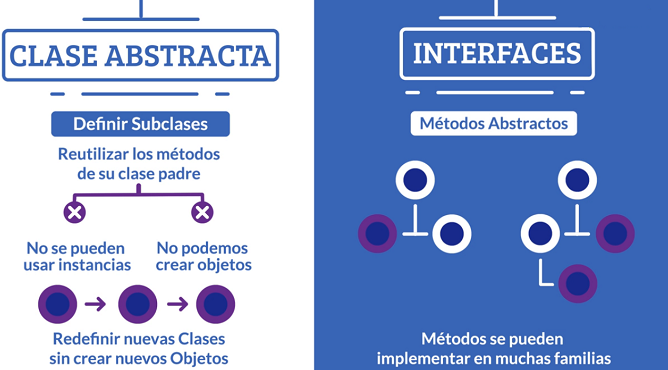 CLASE ABSTRACTA
Definir Subclases
Reutilizar los métodos
de su clase padre
No se pueden
usar instancias
No podemos
crear objetos
Redefinir nuevas Clases
sin crear nuevos Objetos
INTERFACES
Métodos Abstractos
Métodos se pueden
implementar en muchas familias